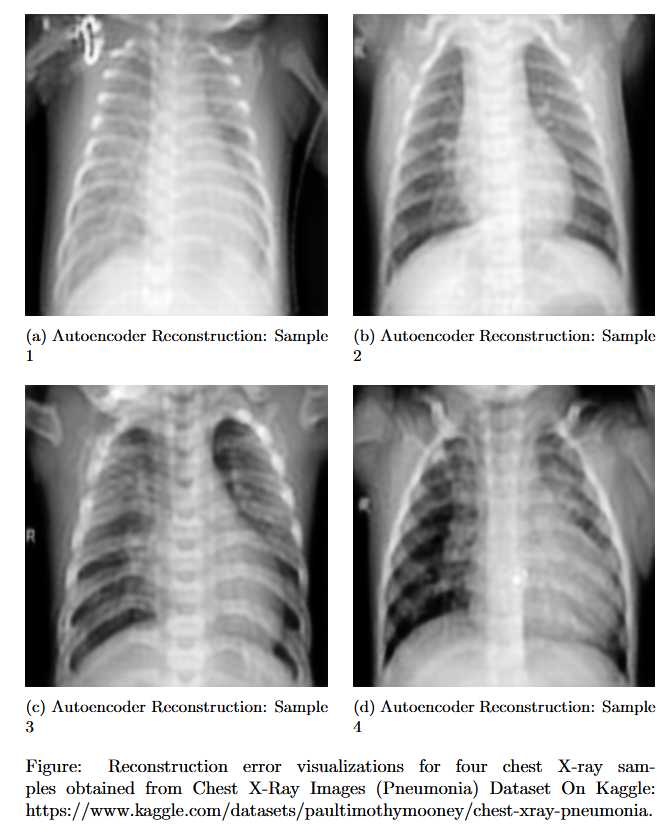 (a) Autoencoder Reconstruction: Sample
1
(b) Autoencoder Reconstruction: Sample
2
R
(c) Autoencoder Reconstruction: Sample
3
(d) Autoencoder Reconstruction: Sample
4
Figure: Reconstruction error visualizations for four chest X-ray sam-
ples obtained from Chest X-Ray Images (Pneumonia) Dataset On Kaggle:
https://www.kaggle.com/datasets/paultimothymooney/chest-xray-pneumonia.